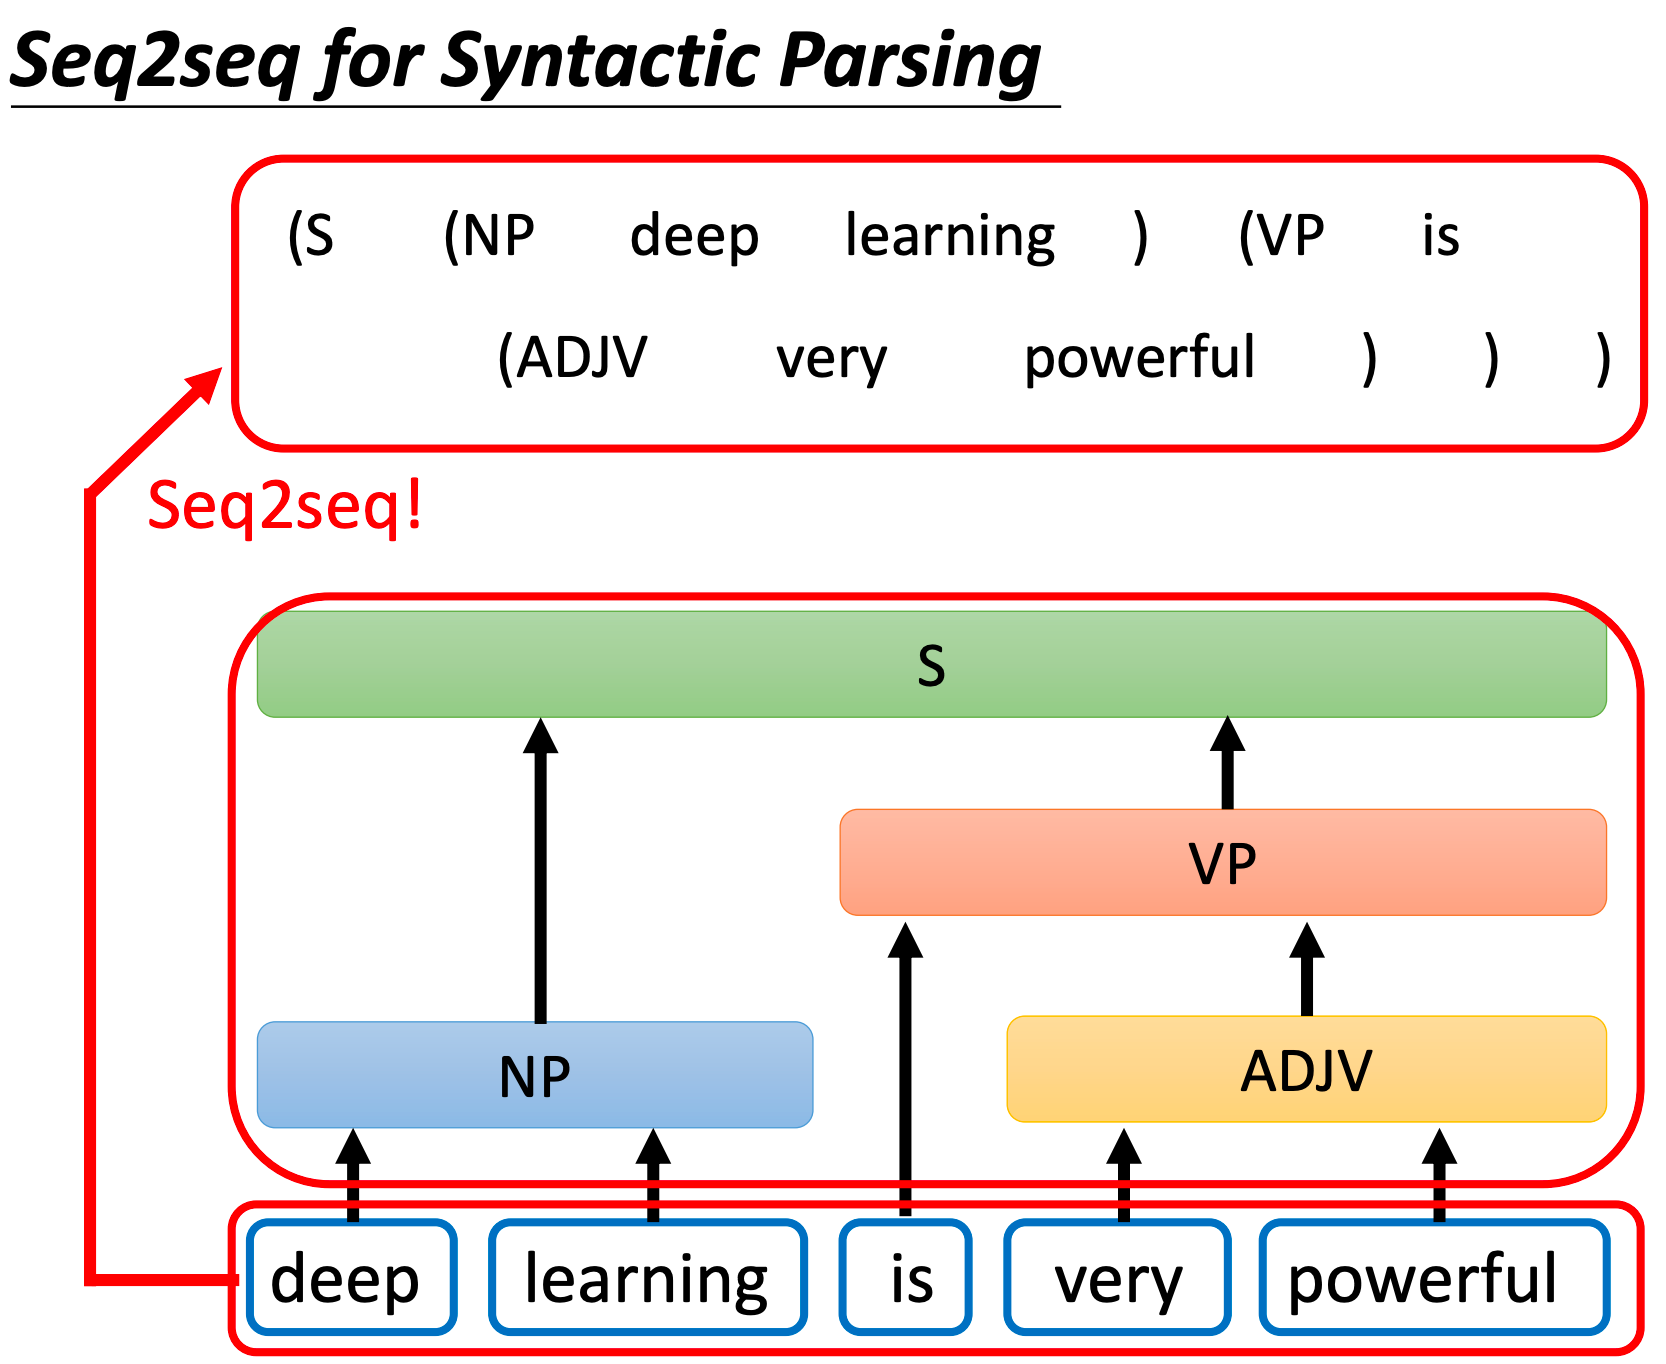 Seq2seq for Syntactic Parsing
(S (NP deep learning ) (VP is
(ADJV very powerful ) ) )
Seq2seq!
S
VP
NP
ADJV
deep learning is very powerful